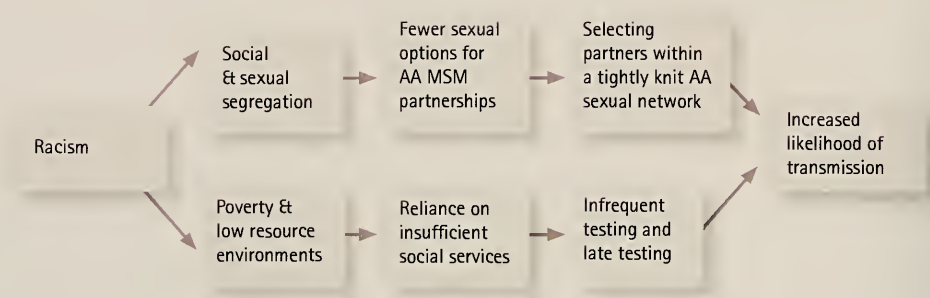 Racism
Social
& sexual
segregation
Fewer sexual
options for
AA MSM
partnerships
Selecting
partners within
a tightly knit AA
sexual network
Poverty &
low resource
environments
Reliance on
insufficient
social services
Infrequent
testing and
late testing
Increased
likelihood of
transmission